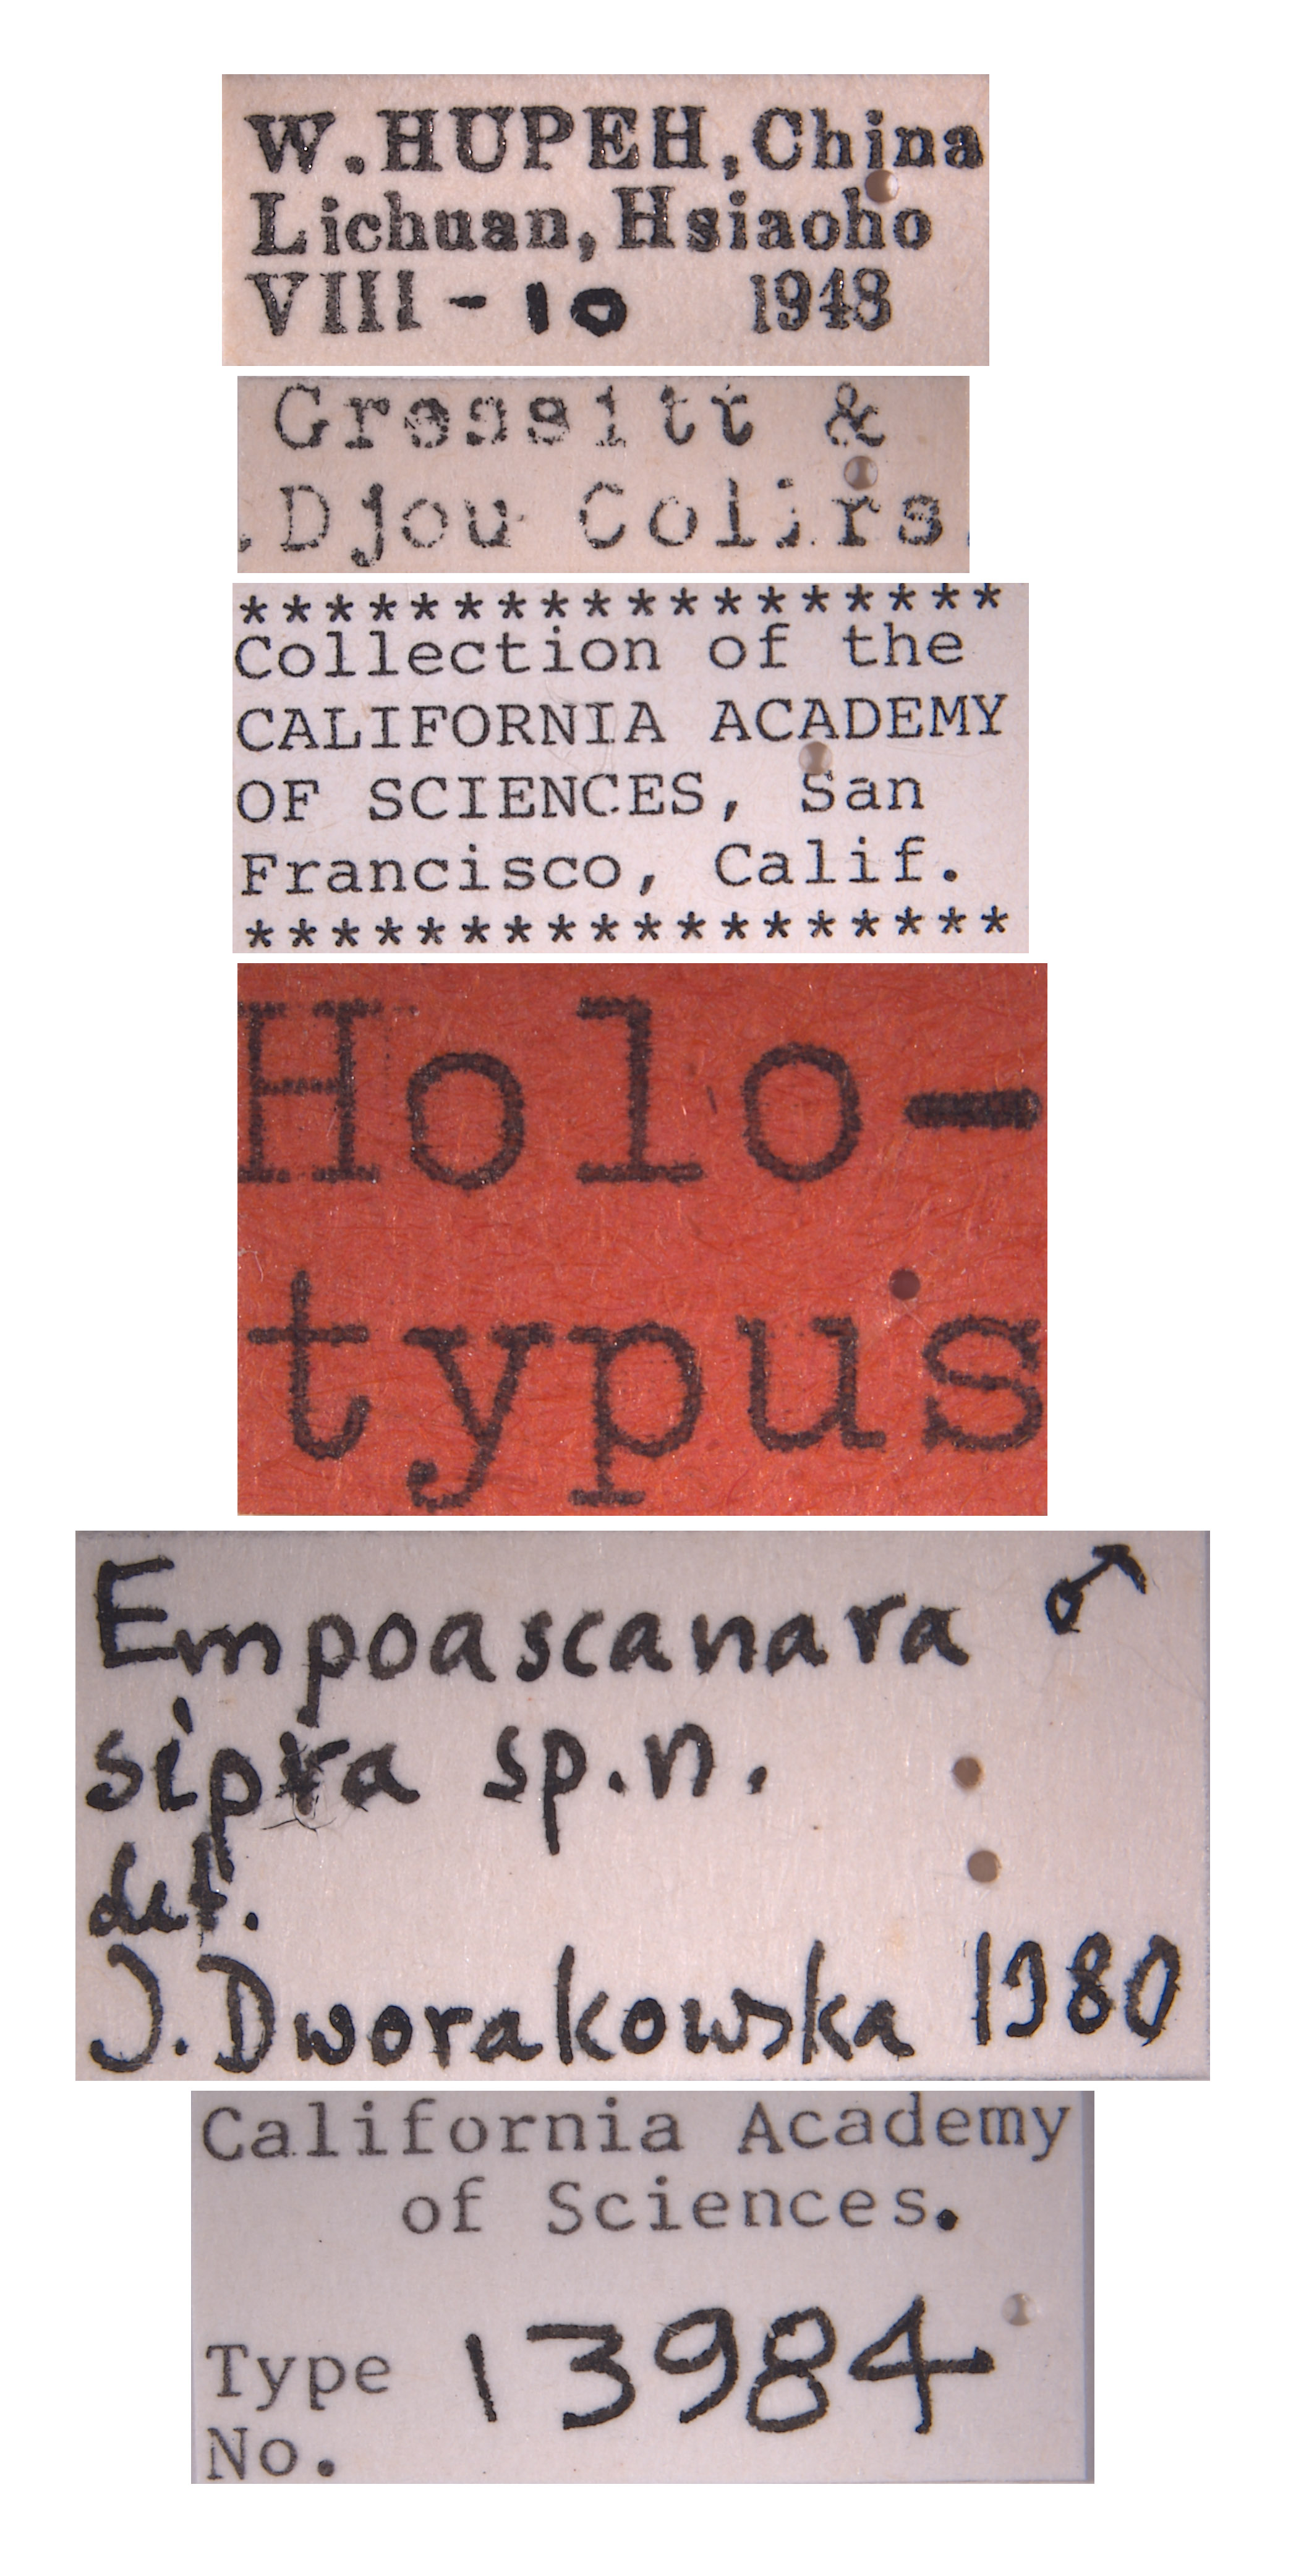 W.HUPEH, China
Lichuan, Hsiaoho
VIII - 10 1948
Gressitt &
Djou Collrs.
*******************
Collection of the
CALIFORNIA ACADEMY
OF SCIENCES, San
Francisco, Calif.
*******************
Holo-
typus
Empoascanara ♂
sipra sp.n.
det.
J. Dworakowska 1980
California Academy
of Sciences.
Type 13984
No.